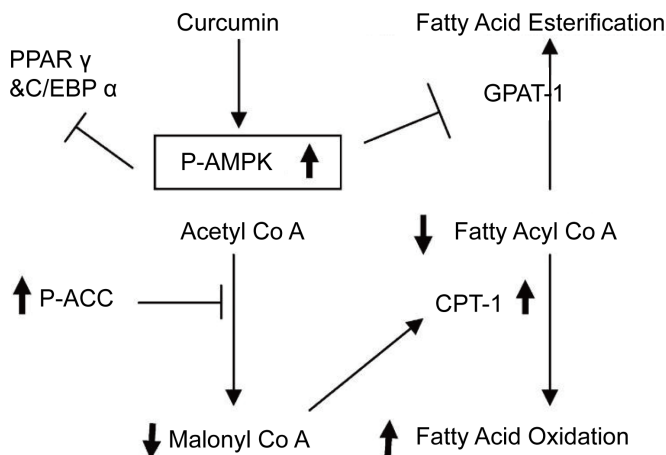 Curcumin
Fatty Acid Esterification
PPAR γ
&C/EBP α
GPAT-1
P-AMPK
Acetyl Co A
Fatty Acyl Co A
P-ACC
CPT-1
Malonyl Co A
Fatty Acid Oxidation